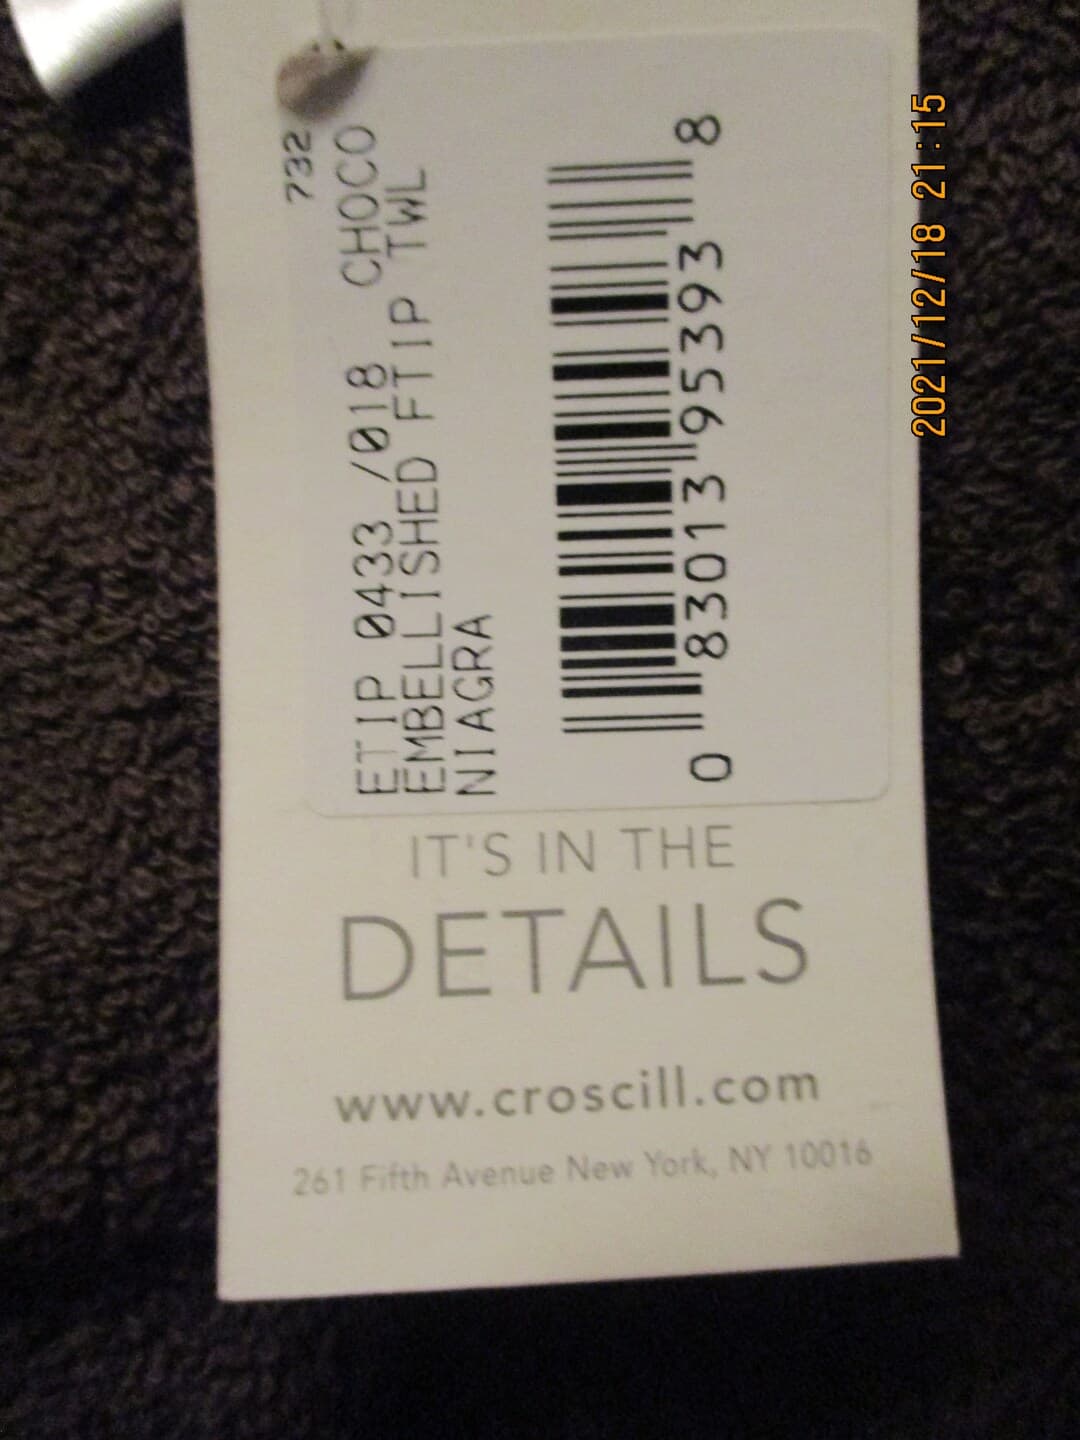 732
ETIP 0433 /018 CHOCO
EMBELLISHED FTIP TWL
NIAGRA
0 83013 95393 8
IT'S IN THE
DETAILS
www.croscill.com
261 Fifth Avenue New York, NY 10016
2021/12/18 21:15